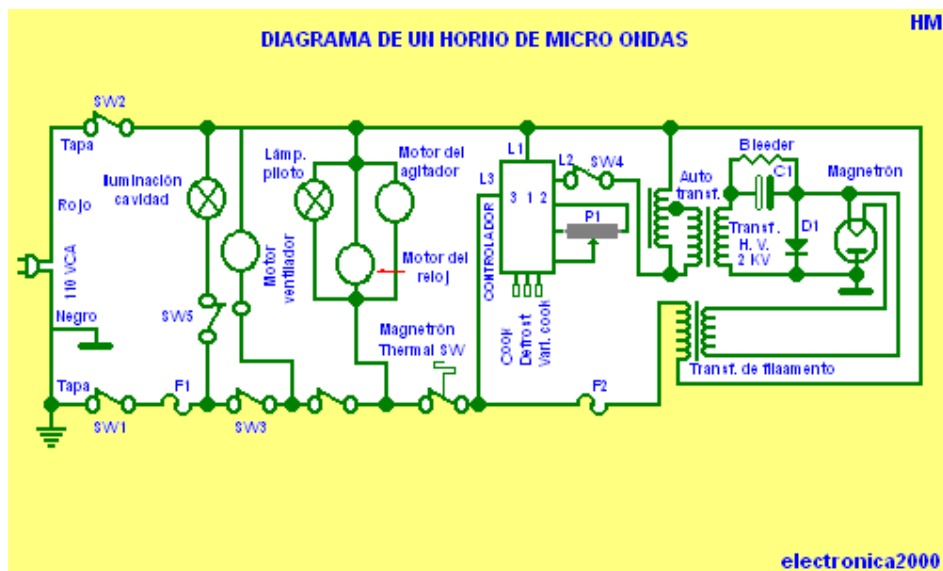 HM
DIAGRAMA DE UN HORNO DE MICRO ONDAS
SW2
Tapa
Iluminación
cavidad
Rojo
110 VCA
Negro
Tapa
SW1
F1
SW5
SW3
Motor
ventilador
Lámp.
piloto
Motor del
agitador
Motor del
reloj
Magnetrón
Thermal SW
L1
L2
SW4
L3
3 1 2
CONTROLADOR
P1
COOK
Defrost
Vari. cook
F2
Auto
transf.
Bleeder
C1
Magnetrón
D1
Transf.
H. V.
2 KV
Transf. de filaamento
electronica2000